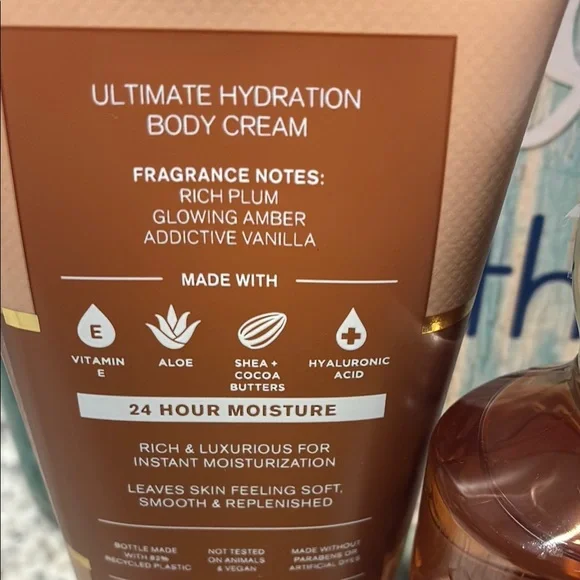 ULTIMATE HYDRATION
BODY CREAM
FRAGRANCE NOTES:
RICH PLUM
GLOWING AMBER
ADDICTIVE VANILLA
MADE WITH
E
VITAMIN
E
ALOE
SHEA +
COCOA
BUTTERS
HYALURONIC
ACID
24 HOUR MOISTURE
RICH & LUXURIOUS FOR
INSTANT MOISTURIZATION
LEAVES SKIN FEELING SOFT,
SMOOTH & REPLENISHED
BOTTLE MADE
WITH 82%
RECYCLED PLASTIC
NOT TESTED
ON ANIMALS
& VEGAN
MADE WITHOUT
PARABENS OR
ARTIFICIAL DYES